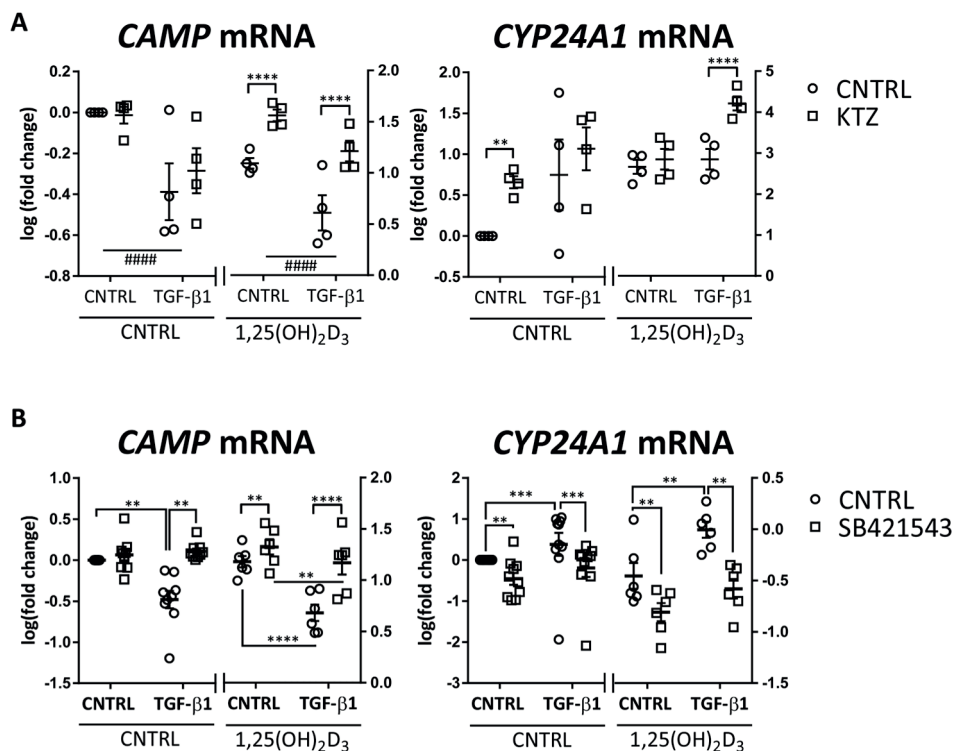 A
CAMP mRNA
CYP24A1 mRNA
log (fold change)
0.2
0.0
-0.2
-0.4
-0.6
-0.8
2.0
1.5
1.0
0.5
0.0
****
****
####
####
CNTRL TGF-β1 CNTRL TGF-β1
CNTRL 1,25(OH)₂D₃
log (fold change)
2.0
1.5
1.0
0.5
0.0
-0.5
5
4
3
2
1
0
**
****
CNTRL TGF-β1 CNTRL TGF-β1
CNTRL 1,25(OH)₂D₃
CNTRL
KTZ
B
CAMP mRNA
CYP24A1 mRNA
log(fold change)
1.0
0.5
0.0
-0.5
-1.0
-1.5
2.0
1.5
1.0
0.5
0.0
**
**
**
****
**
****
CNTRL TGF-β1 CNTRL TGF-β1
CNTRL 1,25(OH)₂D₃
log(fold change)
2
1
0
-1
-2
-3
0.5
0.0
-0.5
-1.0
-1.5
***
**
***
**
**
**
CNTRL TGF-β1 CNTRL TGF-β1
CNTRL 1,25(OH)₂D₃
CNTRL
SB421543